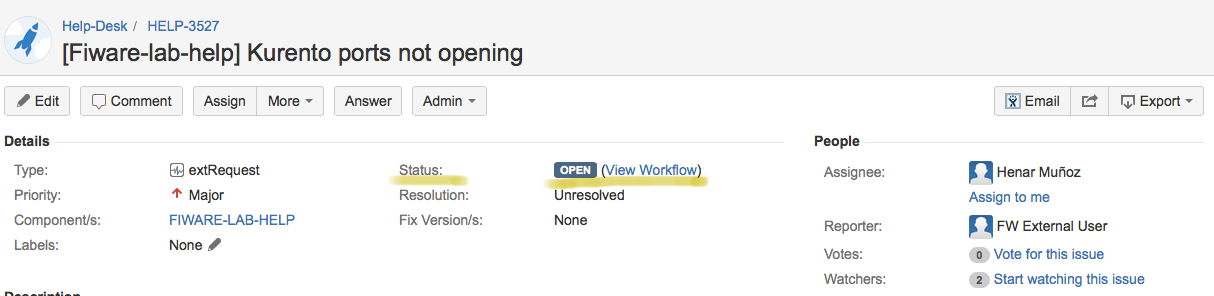 Help-Desk / HELP-3527
[Fiware-lab-help] Kurento ports not opening
Edit Comment Assign More Answer Admin Email Export
Details
Type: extRequest Status: OPEN (View Workflow)
Priority: Major Resolution: Unresolved
Component/s: FIWARE-LAB-HELP Fix Version/s: None
Labels: None
People
Assignee: Henar Muñoz
Assign to me
Reporter: FW External User
Votes: 0 Vote for this issue
Watchers: 2 Start watching this issue
Description